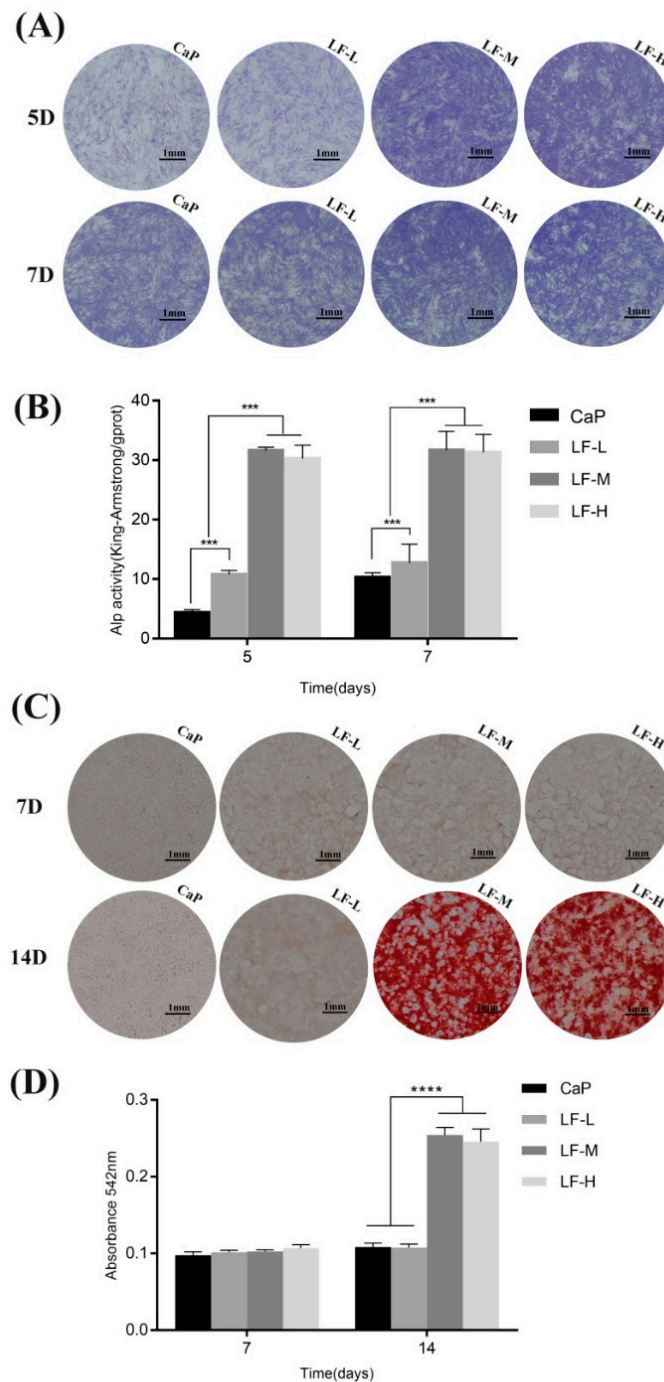 (A)
CaP LF-L LF-M LF-H
5D
1mm 1mm 1mm 1mm
CaP LF-L LF-M LF-H
7D
1mm 1mm 1mm 1mm
(B)
Alp activity(King-Armstrong/gprot)
40
30
20
10
0
*** ***
*** ***
5 7
Time(days)
CaP
LF-L
LF-M
LF-H
(C)
CaP LF-L LF-M LF-H
7D
1mm 1mm 1mm 1mm
CaP LF-L LF-M LF-H
14D
1mm 1mm 1mm 1mm
(D)
Absorbance 542nm
0.3
0.2
0.1
0.0
****
7 14
Time(days)
CaP
LF-L
LF-M
LF-H